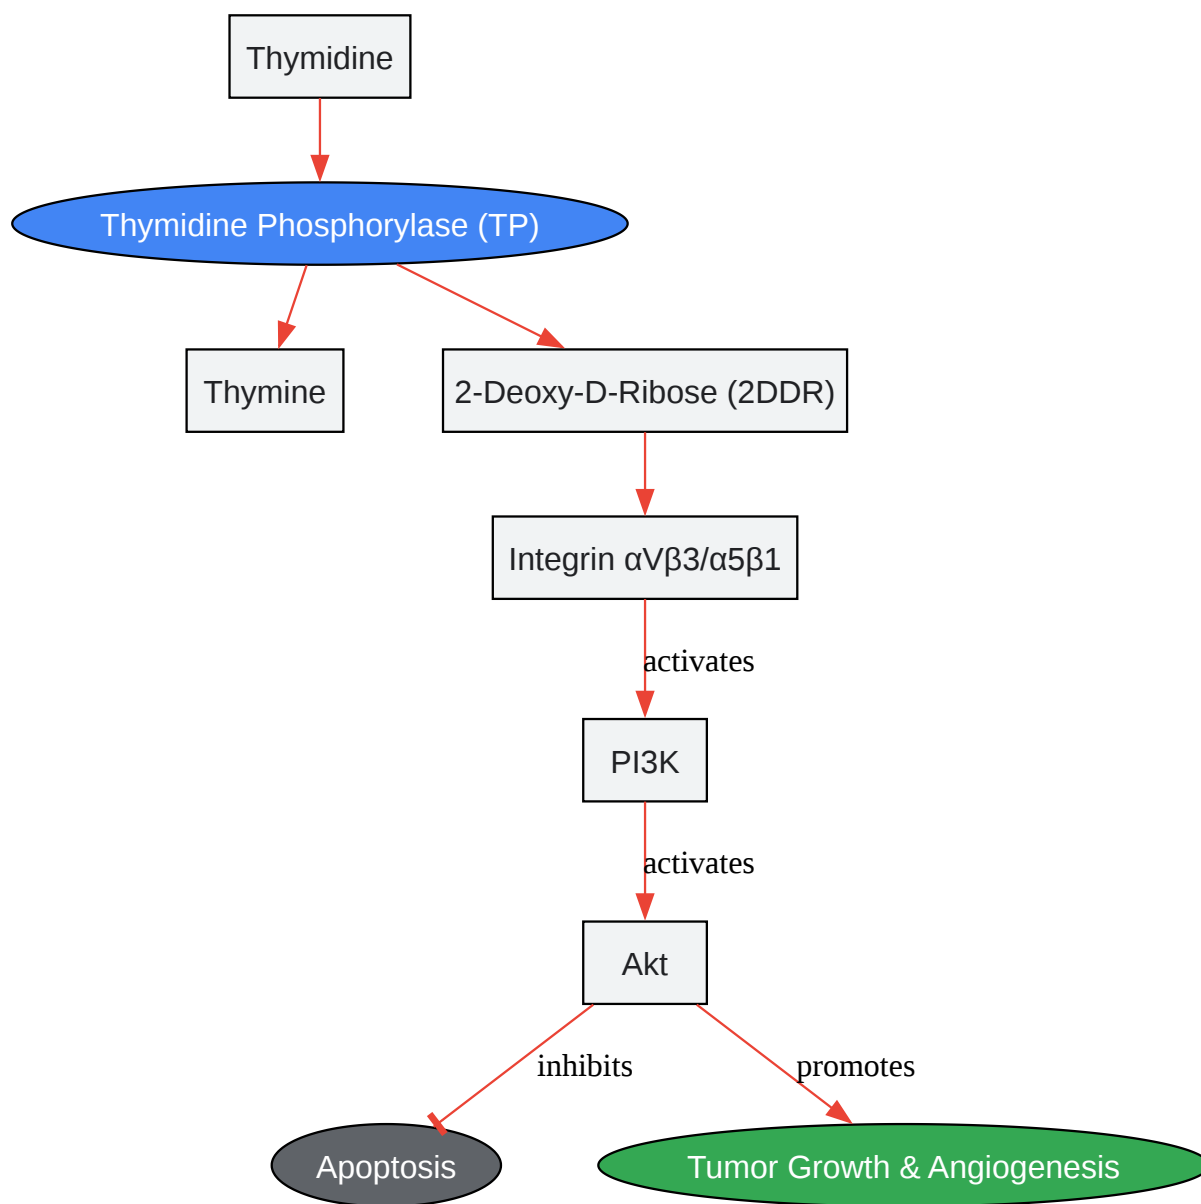 Thymidine
Thymidine Phosphorylase (TP)
Thymine
2-Deoxy-D-Ribose (2DDR)
Integrin αVβ3/α5β1
activates
PI3K
activates
Akt
inhibits
promotes
Apoptosis
Tumor Growth & Angiogenesis